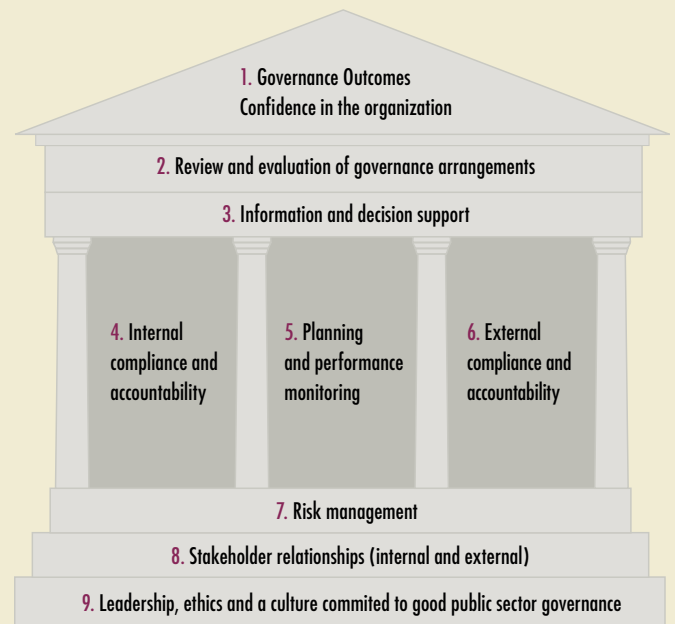 1. Governance Outcomes
Confidence in the organization
2. Review and evaluation of governance arrangements
3. Information and decision support
4. Internal
compliance and
accountability
5. Planning
and performance
monitoring
6. External
compliance and
accountability
7. Risk management
8. Stakeholder relationships (internal and external)
9. Leadership, ethics and a culture commited to good public sector governance